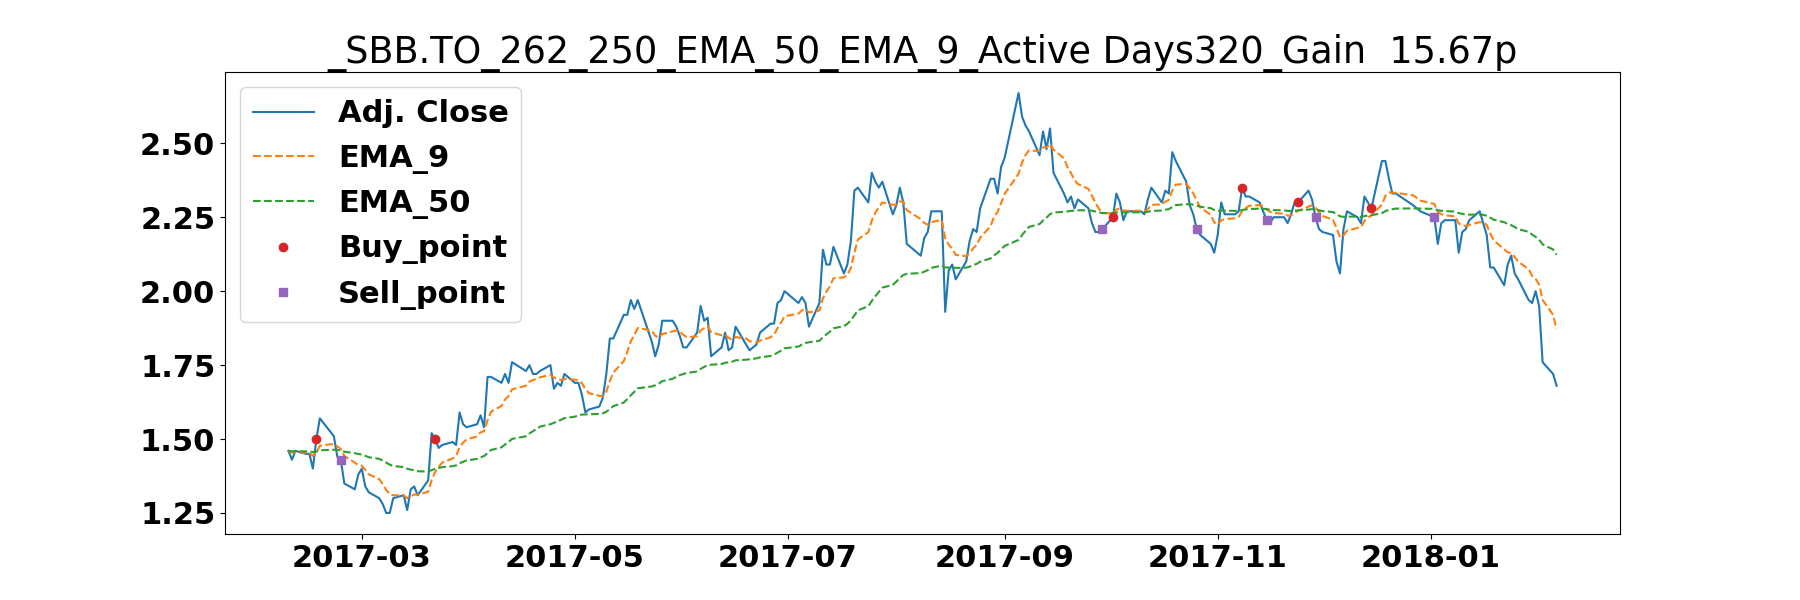 _SBB.TO_262_250_EMA_50_EMA_9_Active Days320_Gain  15.67p
Adj. Close
EMA_9
EMA_50
Buy_point
Sell_point
2.50
2.25
2.00
1.75
1.50
1.25
2017-03 2017-05 2017-07 2017-09 2017-11 2018-01